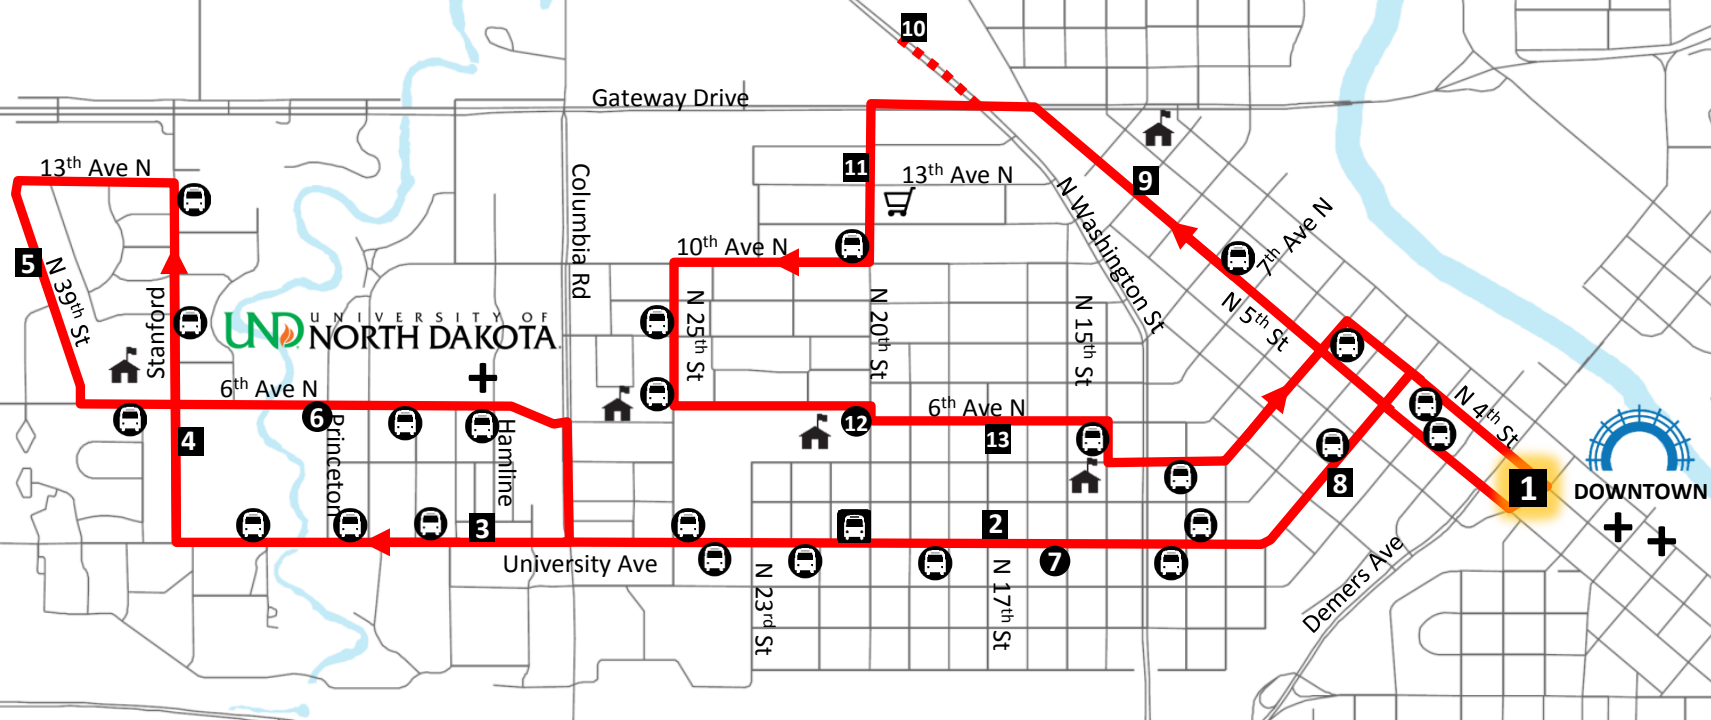 10
Gateway Drive
13th Ave N
11
13th Ave N
9
Columbia Rd
N Washington St
7th Ave N
10th Ave N
5
N 39th St
Stanford
UND
UNIVERSITY OF
NORTH DAKOTA
N 25th St
N 20th St
N 15th St
N 5th St
6th Ave N
6
Princeton
Hamline
12
6th Ave N
13
N 4th St
4
8
1
DOWNTOWN
3
2
7
University Ave
N 23rd St
N 17th St
Demers Ave